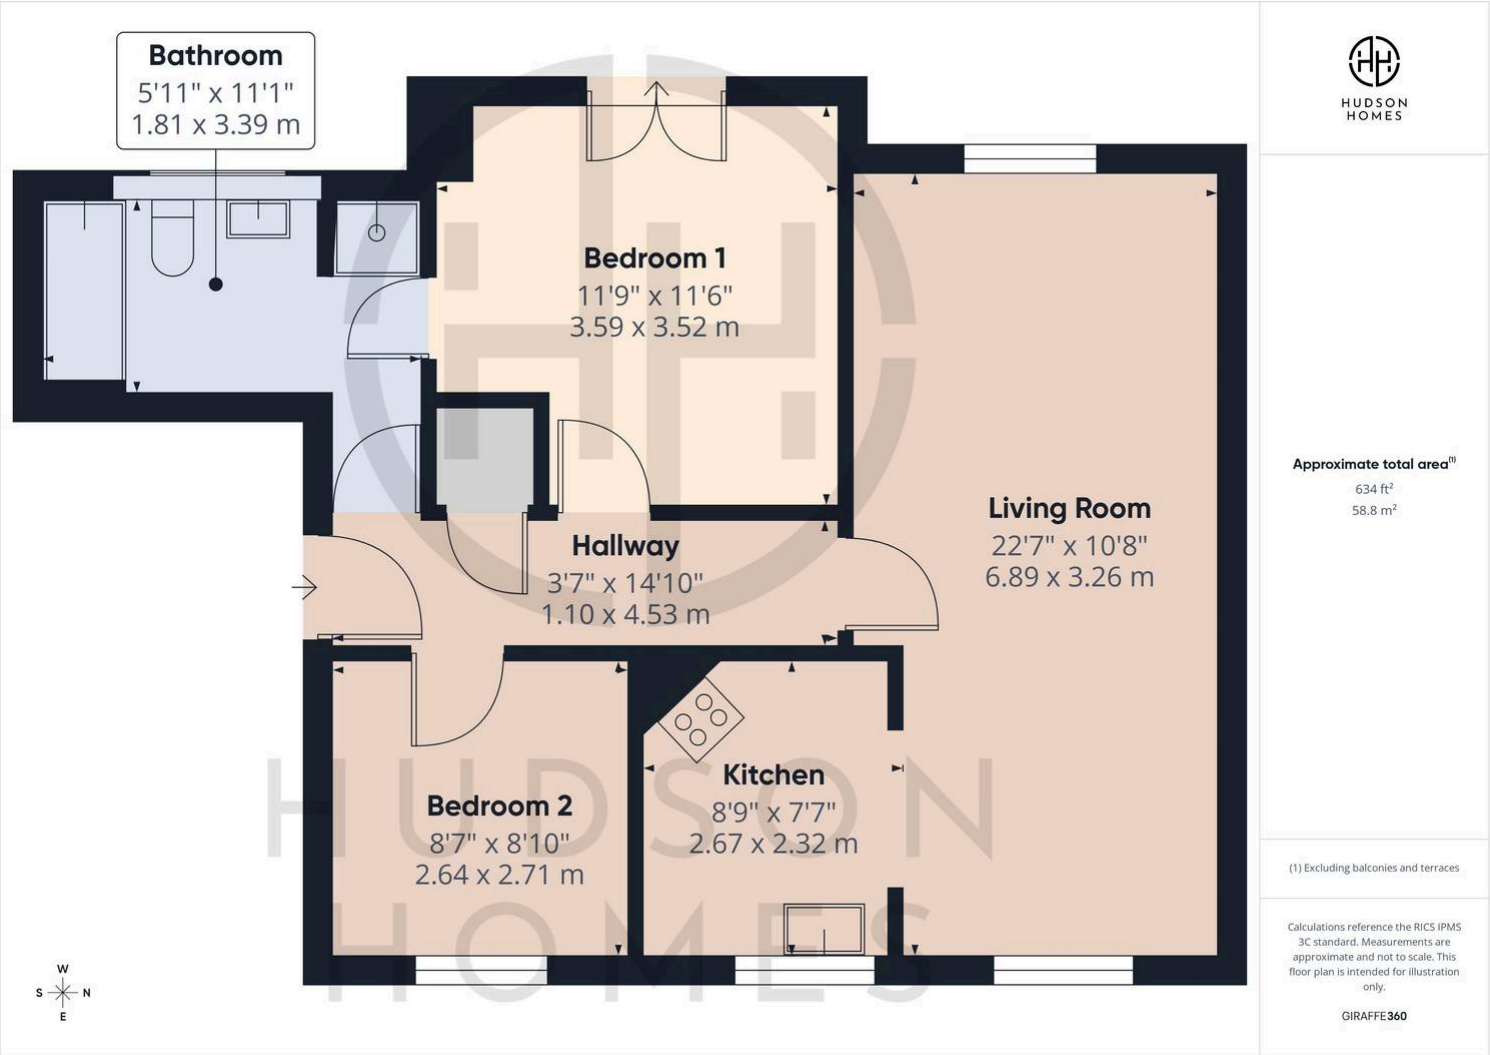 Bathroom
5'11" x 11'1"
1.81 x 3.39 m
Bedroom 1
11'9" x 11'6"
3.59 x 3.52 m
Living Room
22'7" x 10'8"
6.89 x 3.26 m
Hallway
3'7" x 14'10"
1.10 x 4.53 m
Bedroom 2
8'7" x 8'10"
2.64 x 2.71 m
Kitchen
8'9" x 7'7"
2.67 x 2.32 m
HUDSON
HOMES
W
S N
E
HH
HUDSON
HOMES
Approximate total area(1)
634 ft²
58.8 m²
(1) Excluding balconies and terraces
Calculations reference the RICS IPMS
3C standard. Measurements are
approximate and not to scale. This
floor plan is intended for illustration
only.
GIRAFFE360